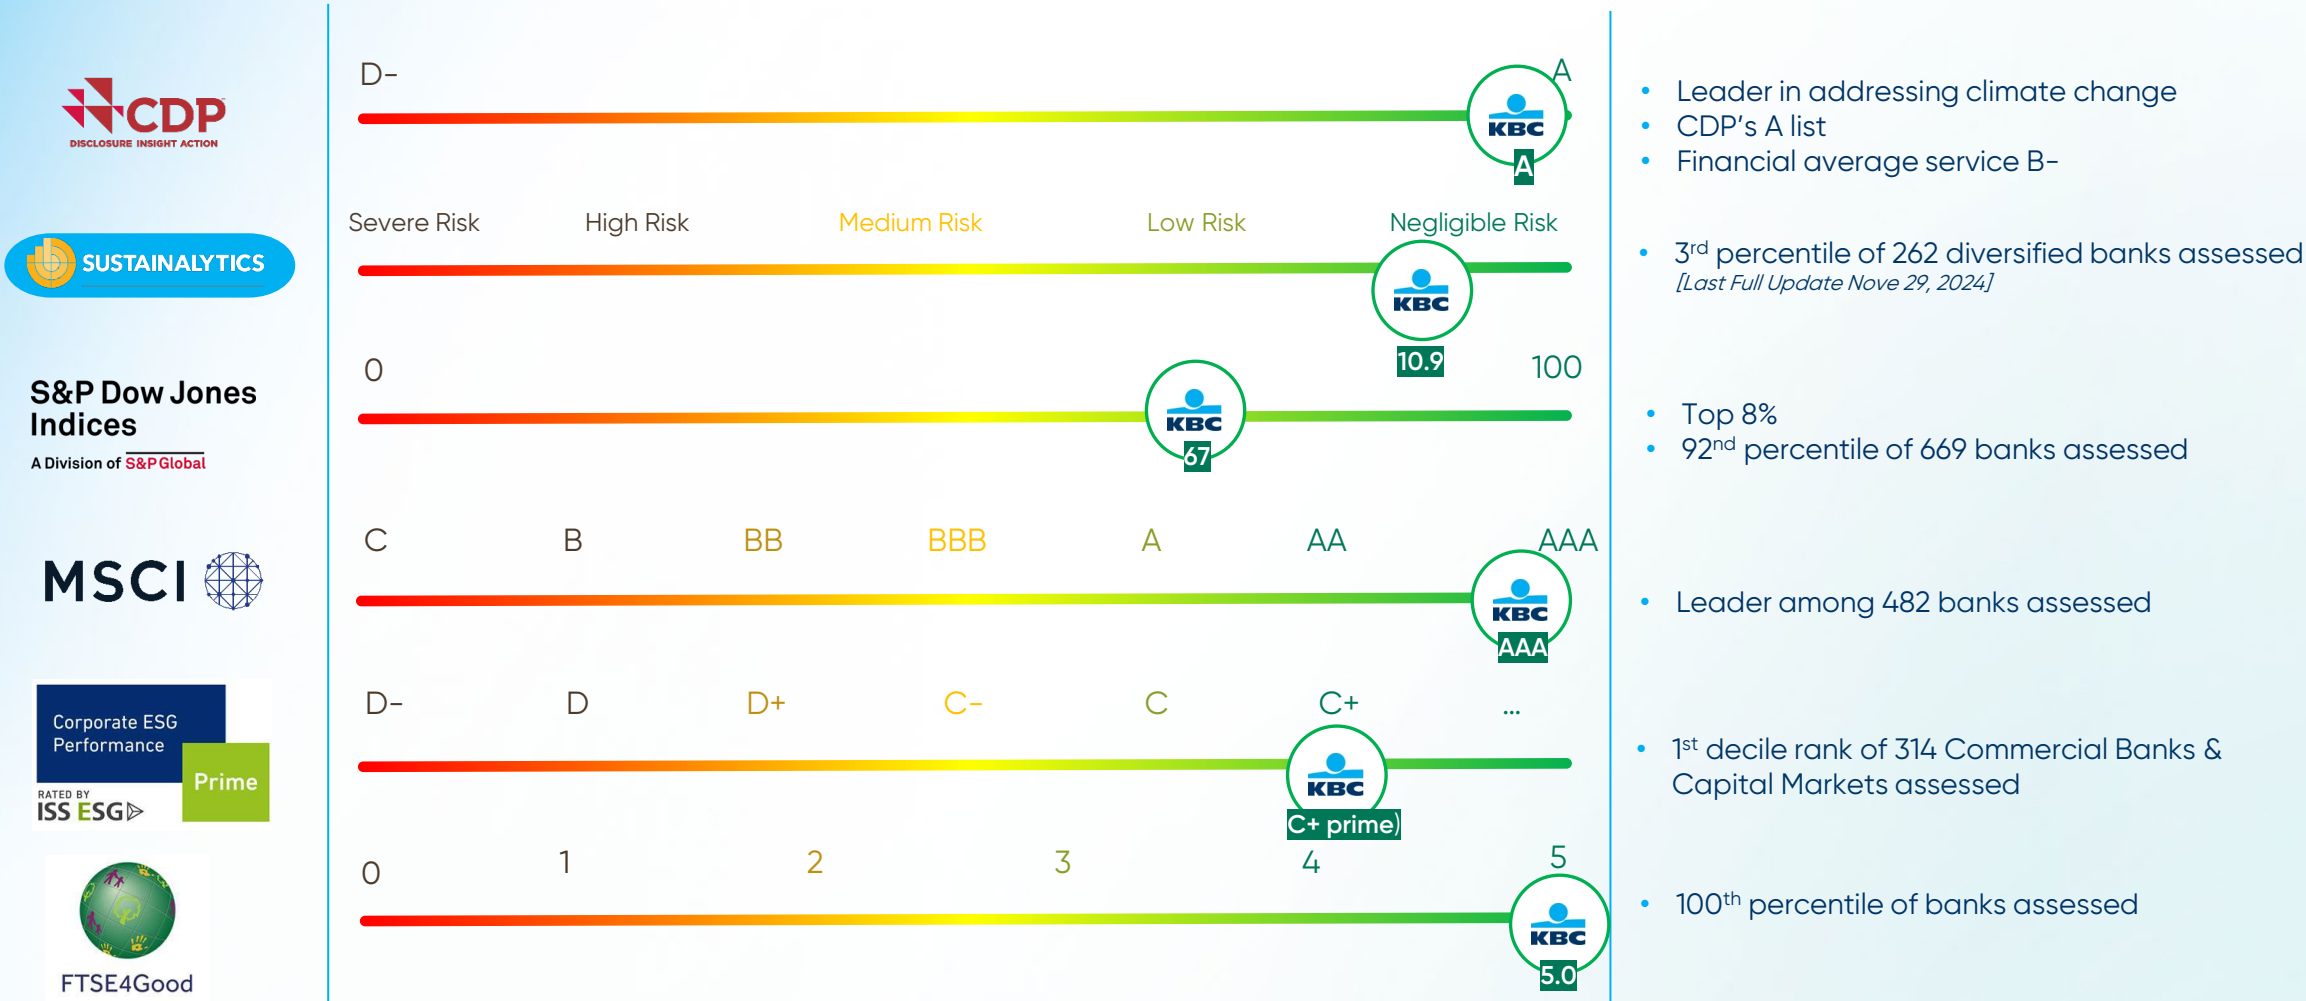 CDP
DISCLOSURE INSIGHT ACTION
D-
A
KBC
A
• Leader in addressing climate change
• CDP's A list
• Financial average service B-
SUSTAINALYTICS
Severe Risk High Risk Medium Risk Low Risk Negligible Risk
KBC
10.9
• 3rd percentile of 262 diversified banks assessed
[Last Full Update Nove 29, 2024]
S&P Dow Jones
Indices
A Division of S&P Global
0
100
KBC
67
• Top 8%
• 92nd percentile of 669 banks assessed
MSCI
C B BB BBB A AA AAA
KBC
AAA
• Leader among 482 banks assessed
Corporate ESG
Performance
Prime
RATED BY
ISS ESG
D- D D+ C- C C+ ...
KBC
C+ prime)
• 1st decile rank of 314 Commercial Banks &
Capital Markets assessed
FTSE4Good
0 1 2 3 4 5
KBC
5.0
• 100th percentile of banks assessed